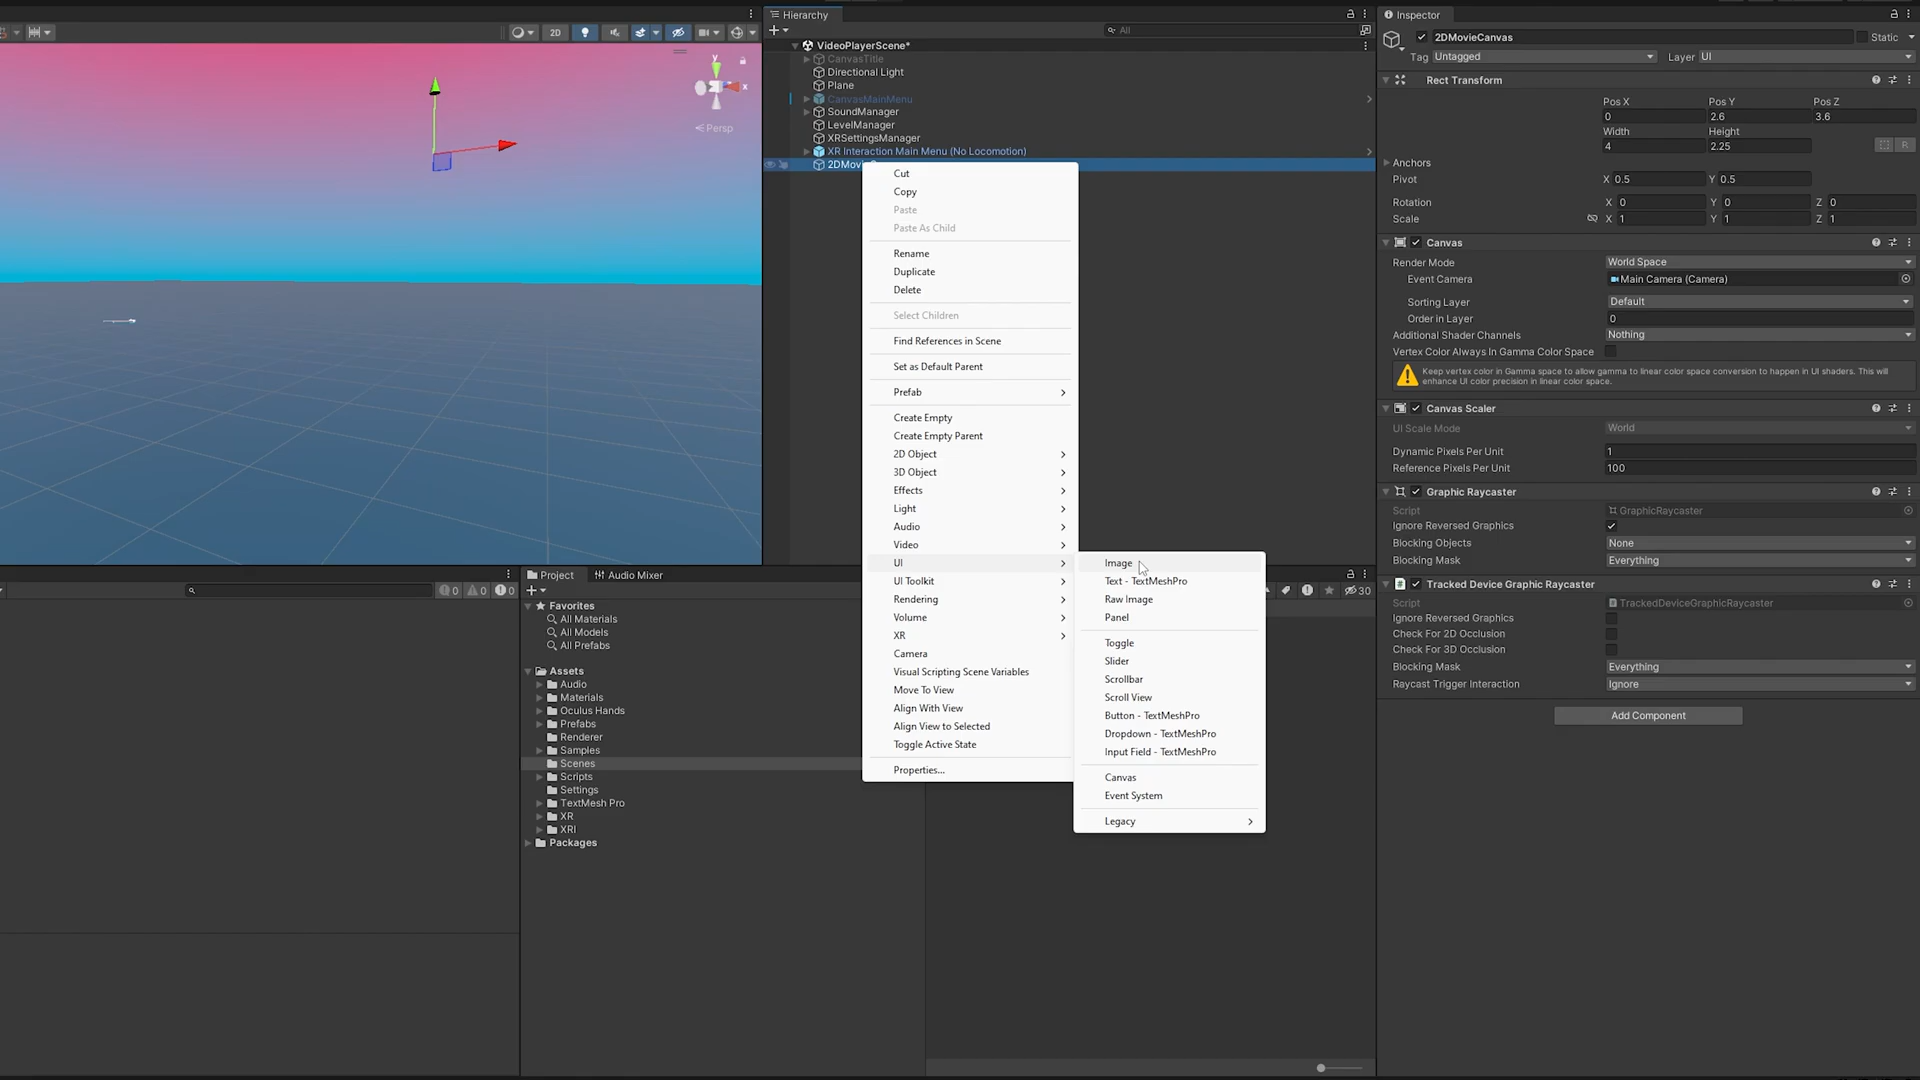 Hierarchy
All
VideoPlayerScene*
CanvasTitle
Directional Light
Plane
CanvasMainMenu
SoundManager
LevelManager
XRSettingsManager
XR Interaction Main Menu (No Locomotion)
2DMovi
2D
y
x
Persp
Cut
Copy
Paste
Paste As Child
Rename
Duplicate
Delete
Select Children
Find References in Scene
Set as Default Parent
Prefab
Create Empty
Create Empty Parent
2D Object
3D Object
Effects
Light
Audio
Video
UI
UI Toolkit
Rendering
Volume
XR
Camera
Visual Scripting Scene Variables
Move To View
Align With View
Align View to Selected
Toggle Active State
Properties...
Image
Text - TextMeshPro
Raw Image
Panel
Toggle
Slider
Scrollbar
Scroll View
Button - TextMeshPro
Dropdown - TextMeshPro
Input Field - TextMeshPro
Canvas
Event System
Legacy
0 0 0
Project Audio Mixer
30
Favorites
All Materials
All Models
All Prefabs
Assets
Audio
Materials
Oculus Hands
Prefabs
Renderer
Samples
Scenes
Scripts
Settings
TextMesh Pro
XR
XRI
Packages
Inspector
2DMovieCanvas Static
Tag Untagged Layer UI
Rect Transform
Pos X Pos Y Pos Z
0 2.6 3.6
Width Height
4 2.25
R
Anchors
Pivot X 0.5 Y 0.5
Rotation X 0 Y 0 Z 0
Scale X 1 Y 1 Z 1
Canvas
Render Mode World Space
Event Camera Main Camera (Camera)
Sorting Layer Default
Order in Layer 0
Additional Shader Channels Nothing
Vertex Color Always In Gamma Color Space
Keep vertex color in Gamma space to allow gamma to linear color space conversion to happen in UI shaders. This will
enhance UI color precision in linear color space.
Canvas Scaler
UI Scale Mode World
Dynamic Pixels Per Unit 1
Reference Pixels Per Unit 100
Graphic Raycaster
Script GraphicRaycaster
Ignore Reversed Graphics
Blocking Objects None
Blocking Mask Everything
Tracked Device Graphic Raycaster
Script TrackedDeviceGraphicRaycaster
Ignore Reversed Graphics
Check For 2D Occlusion
Check For 3D Occlusion
Blocking Mask Everything
Raycast Trigger Interaction Ignore
Add Component